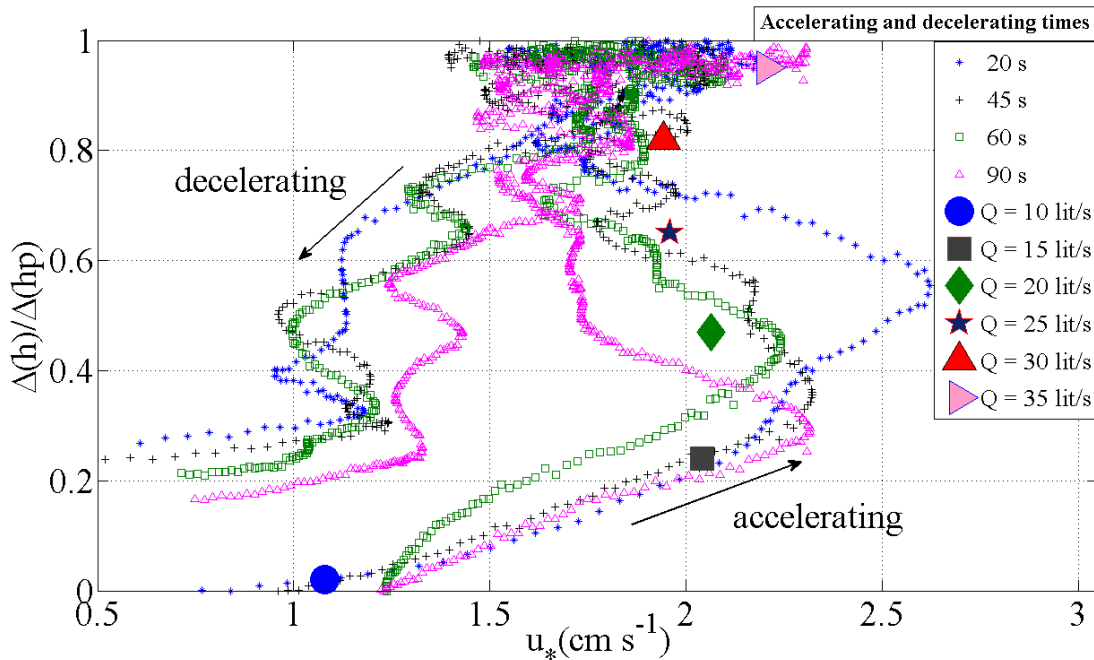 Accelerating and decelerating times
20 s
45 s
60 s
90 s
Q = 10 lit/s
Q = 15 lit/s
Q = 20 lit/s
Q = 25 lit/s
Q = 30 lit/s
Q = 35 lit/s
decelerating
accelerating
Δ(h)/Δ(hp)
1
0.8
0.6
0.4
0.2
0
0.5
1
1.5
2
2.5
3
u*(cm s⁻¹)